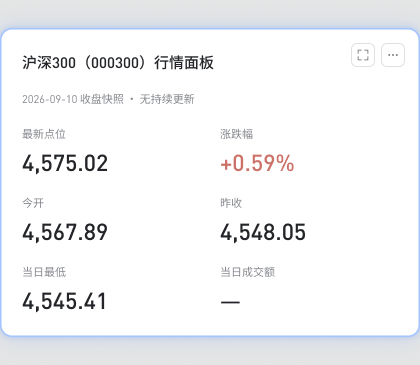 沪深300（000300）行情面板
2026-09-10 收盘快照 · 无持续更新
最新点位 涨跌幅
4,575.02 +0.59%
今开 昨收
4,567.89 4,548.05
当日最低 当日成交额
4,545.41 —